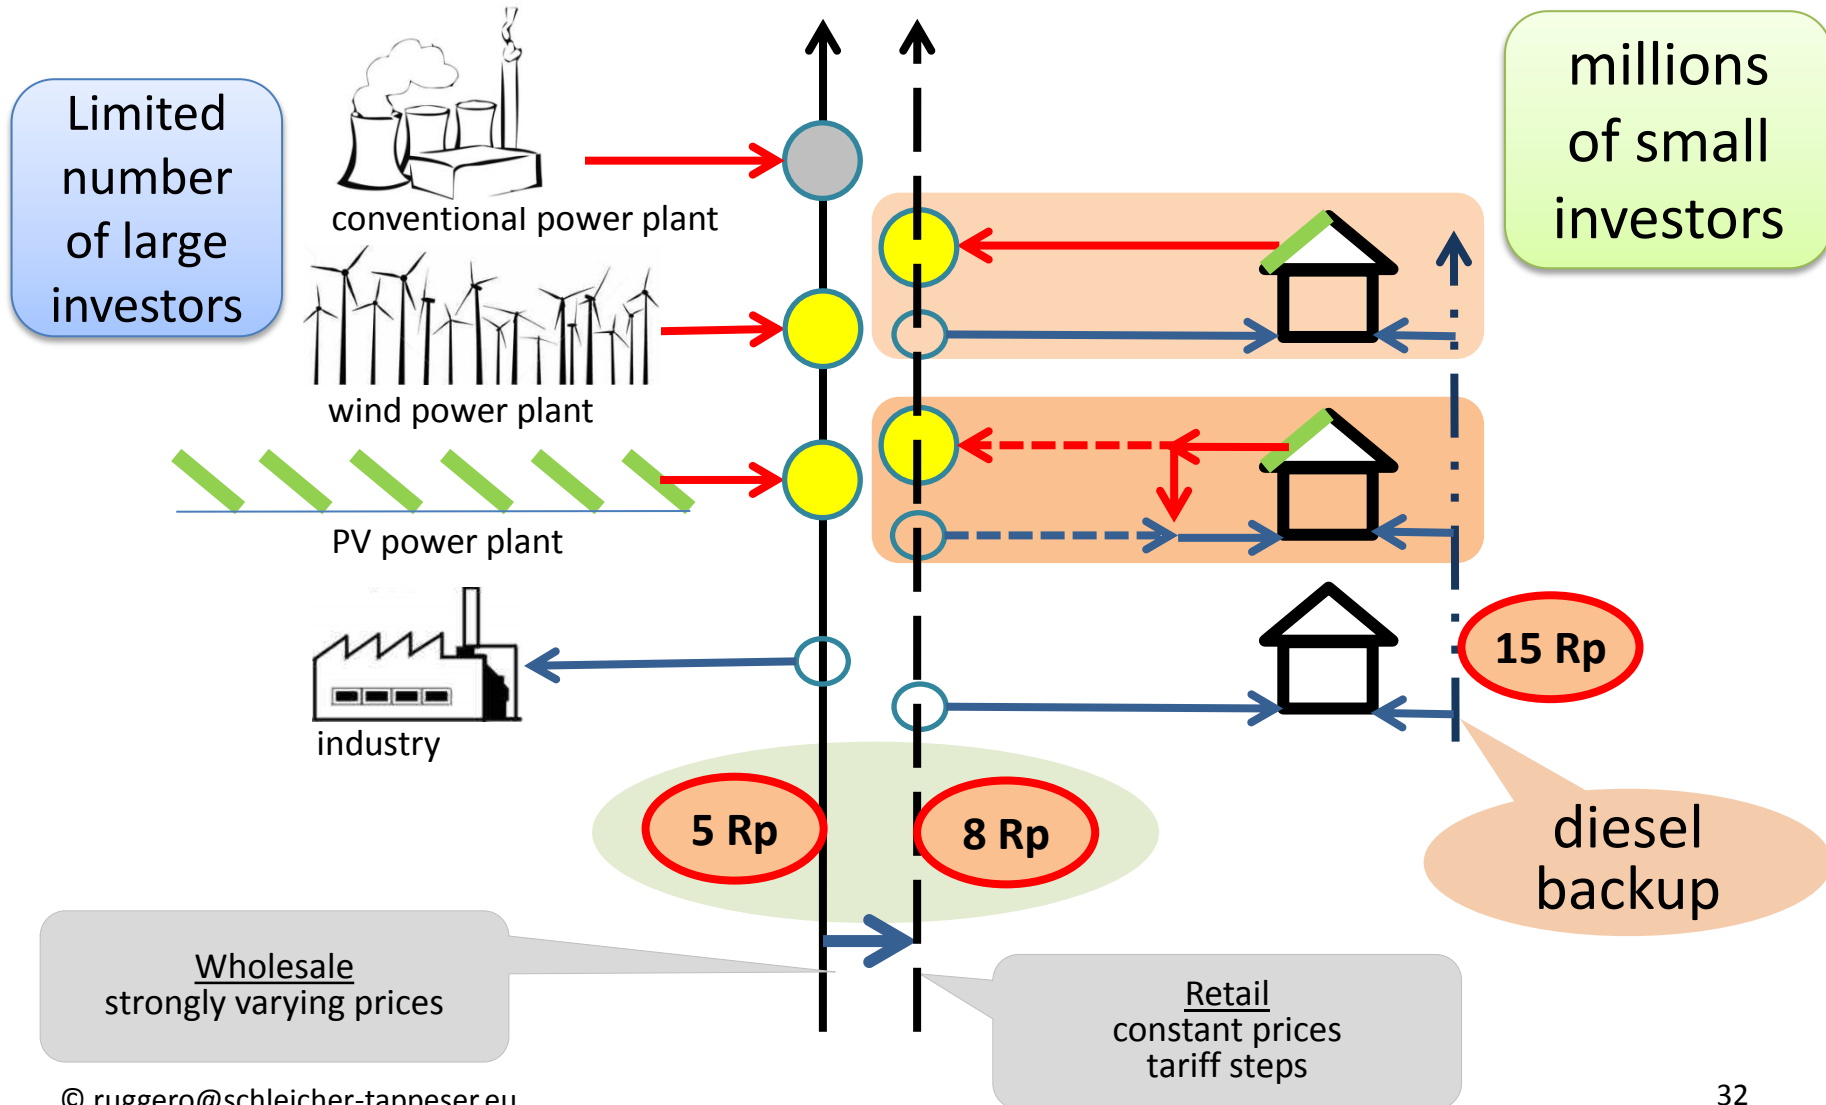 Limited
number
of large
investors
millions
of small
investors
conventional power plant
wind power plant
PV power plant
industry
15 Rp
5 Rp
8 Rp
diesel
backup
Wholesale
strongly varying prices
Retail
constant prices
tariff steps
© ruggero@schleicher-tappeser.eu
32